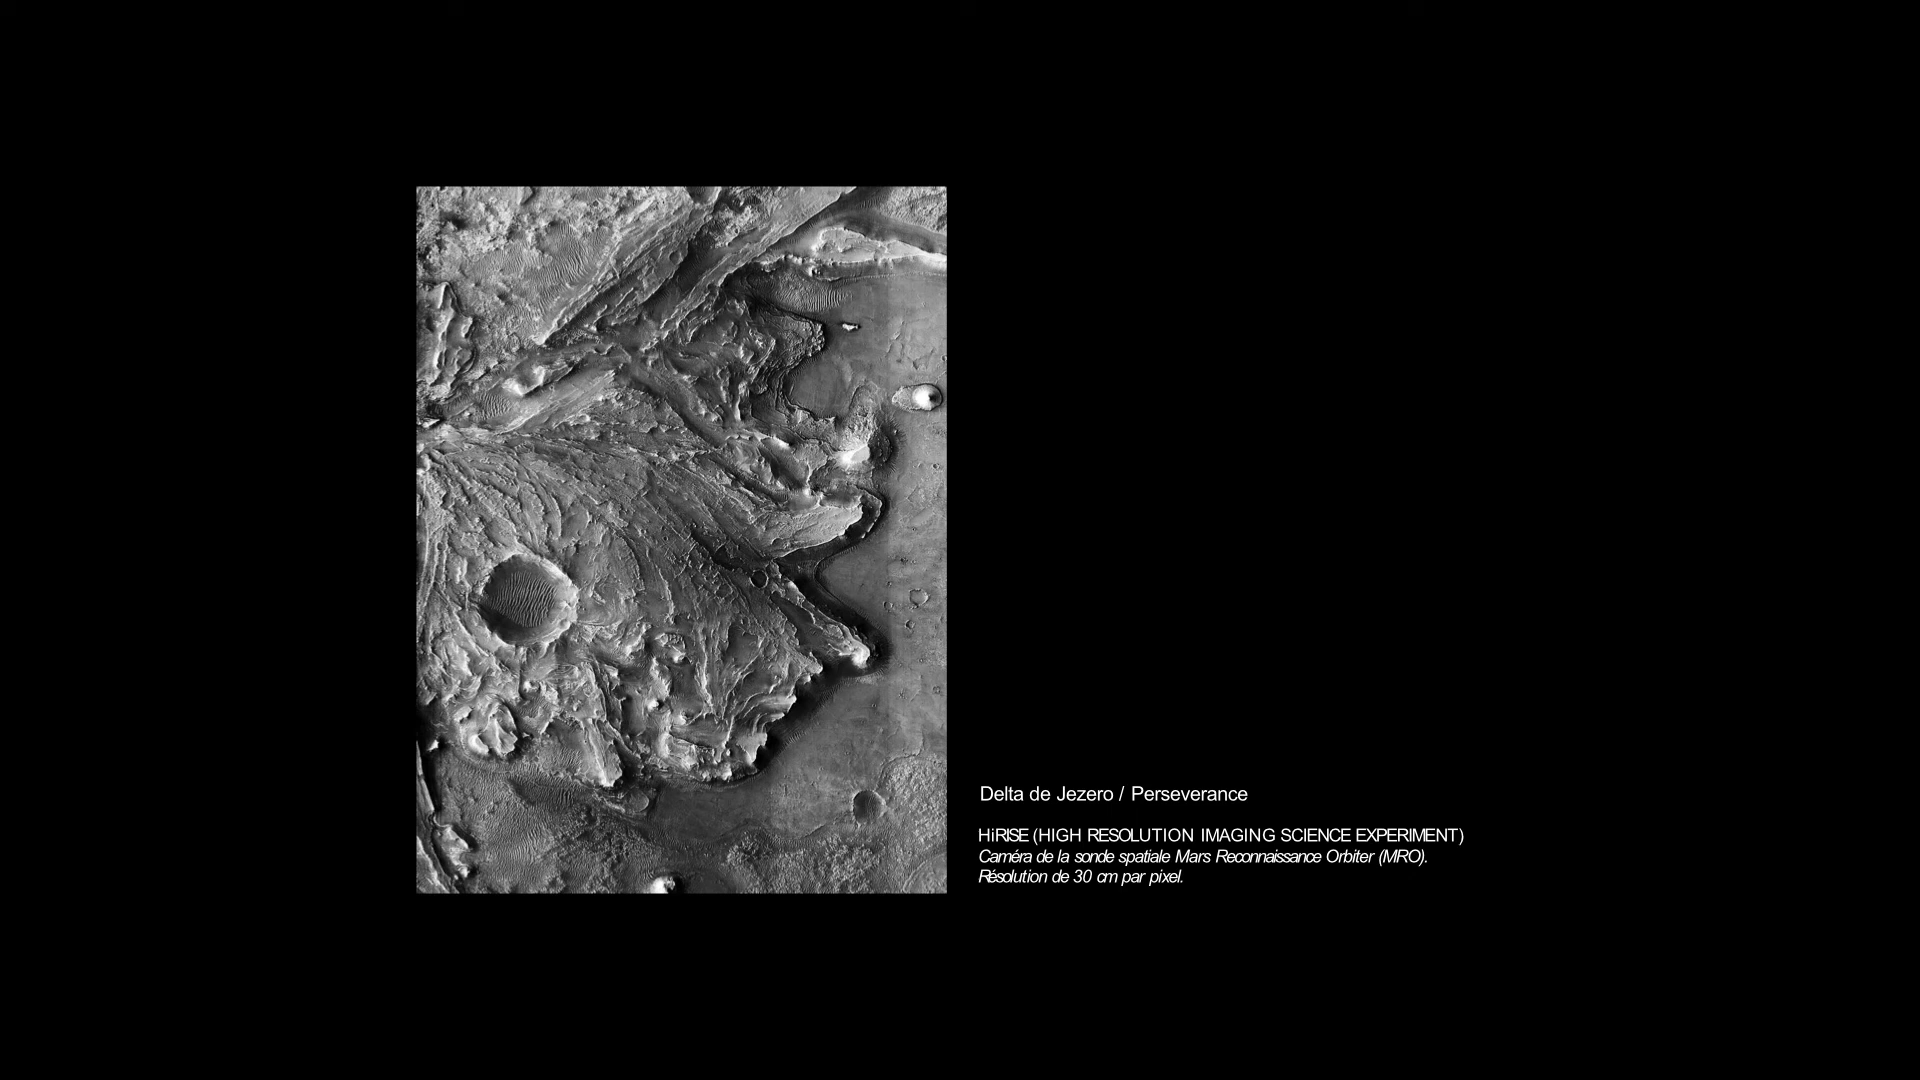 Delta de Jezero / Perseverance
HiRISE (HIGH RESOLUTION IMAGING SCIENCE EXPERIMENT)
Caméra de la sonde spatiale Mars Reconnaissance Orbiter (MRO).
Résolution de 30 cm par pixel.